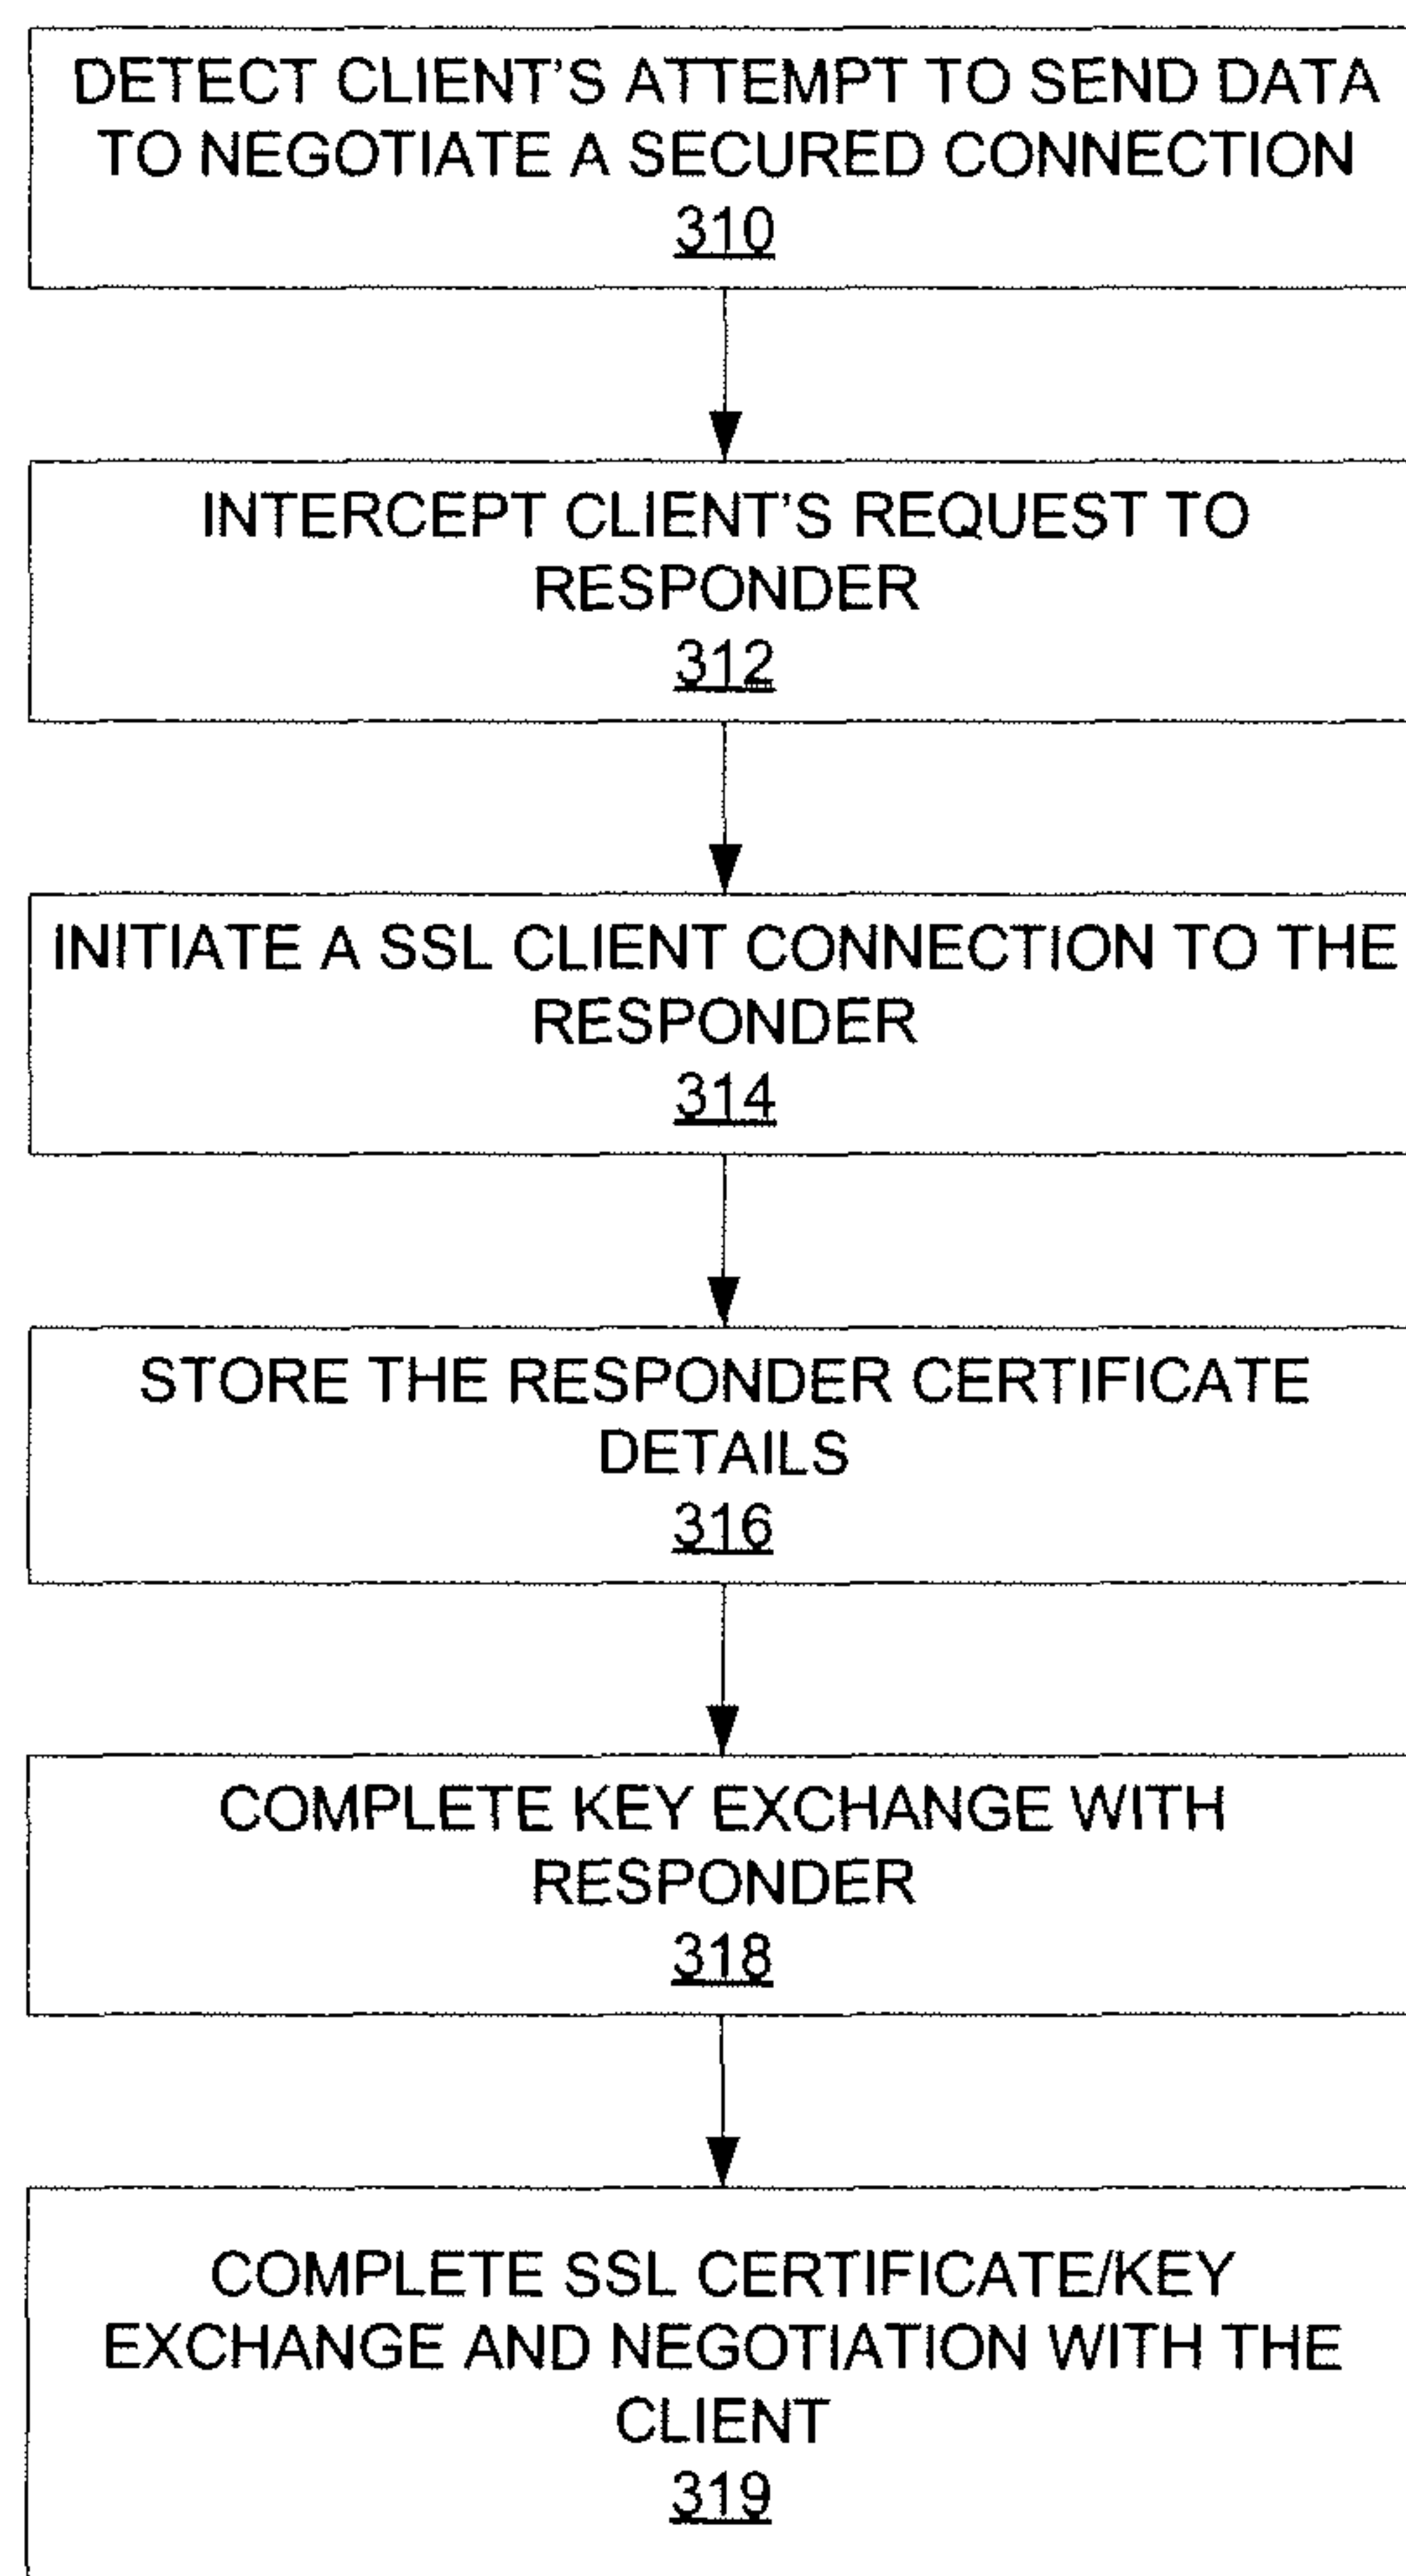 DETECT CLIENT'S ATTEMPT TO SEND DATA
TO NEGOTIATE A SECURED CONNECTION
310
INTERCEPT CLIENT'S REQUEST TO
RESPONDER
312
INITIATE A SSL CLIENT CONNECTION TO THE
RESPONDER
314
STORE THE RESPONDER CERTIFICATE
DETAILS
316
COMPLETE KEY EXCHANGE WITH
RESPONDER
318
COMPLETE SSL CERTIFICATE/KEY
EXCHANGE AND NEGOTIATION WITH THE
CLIENT
319